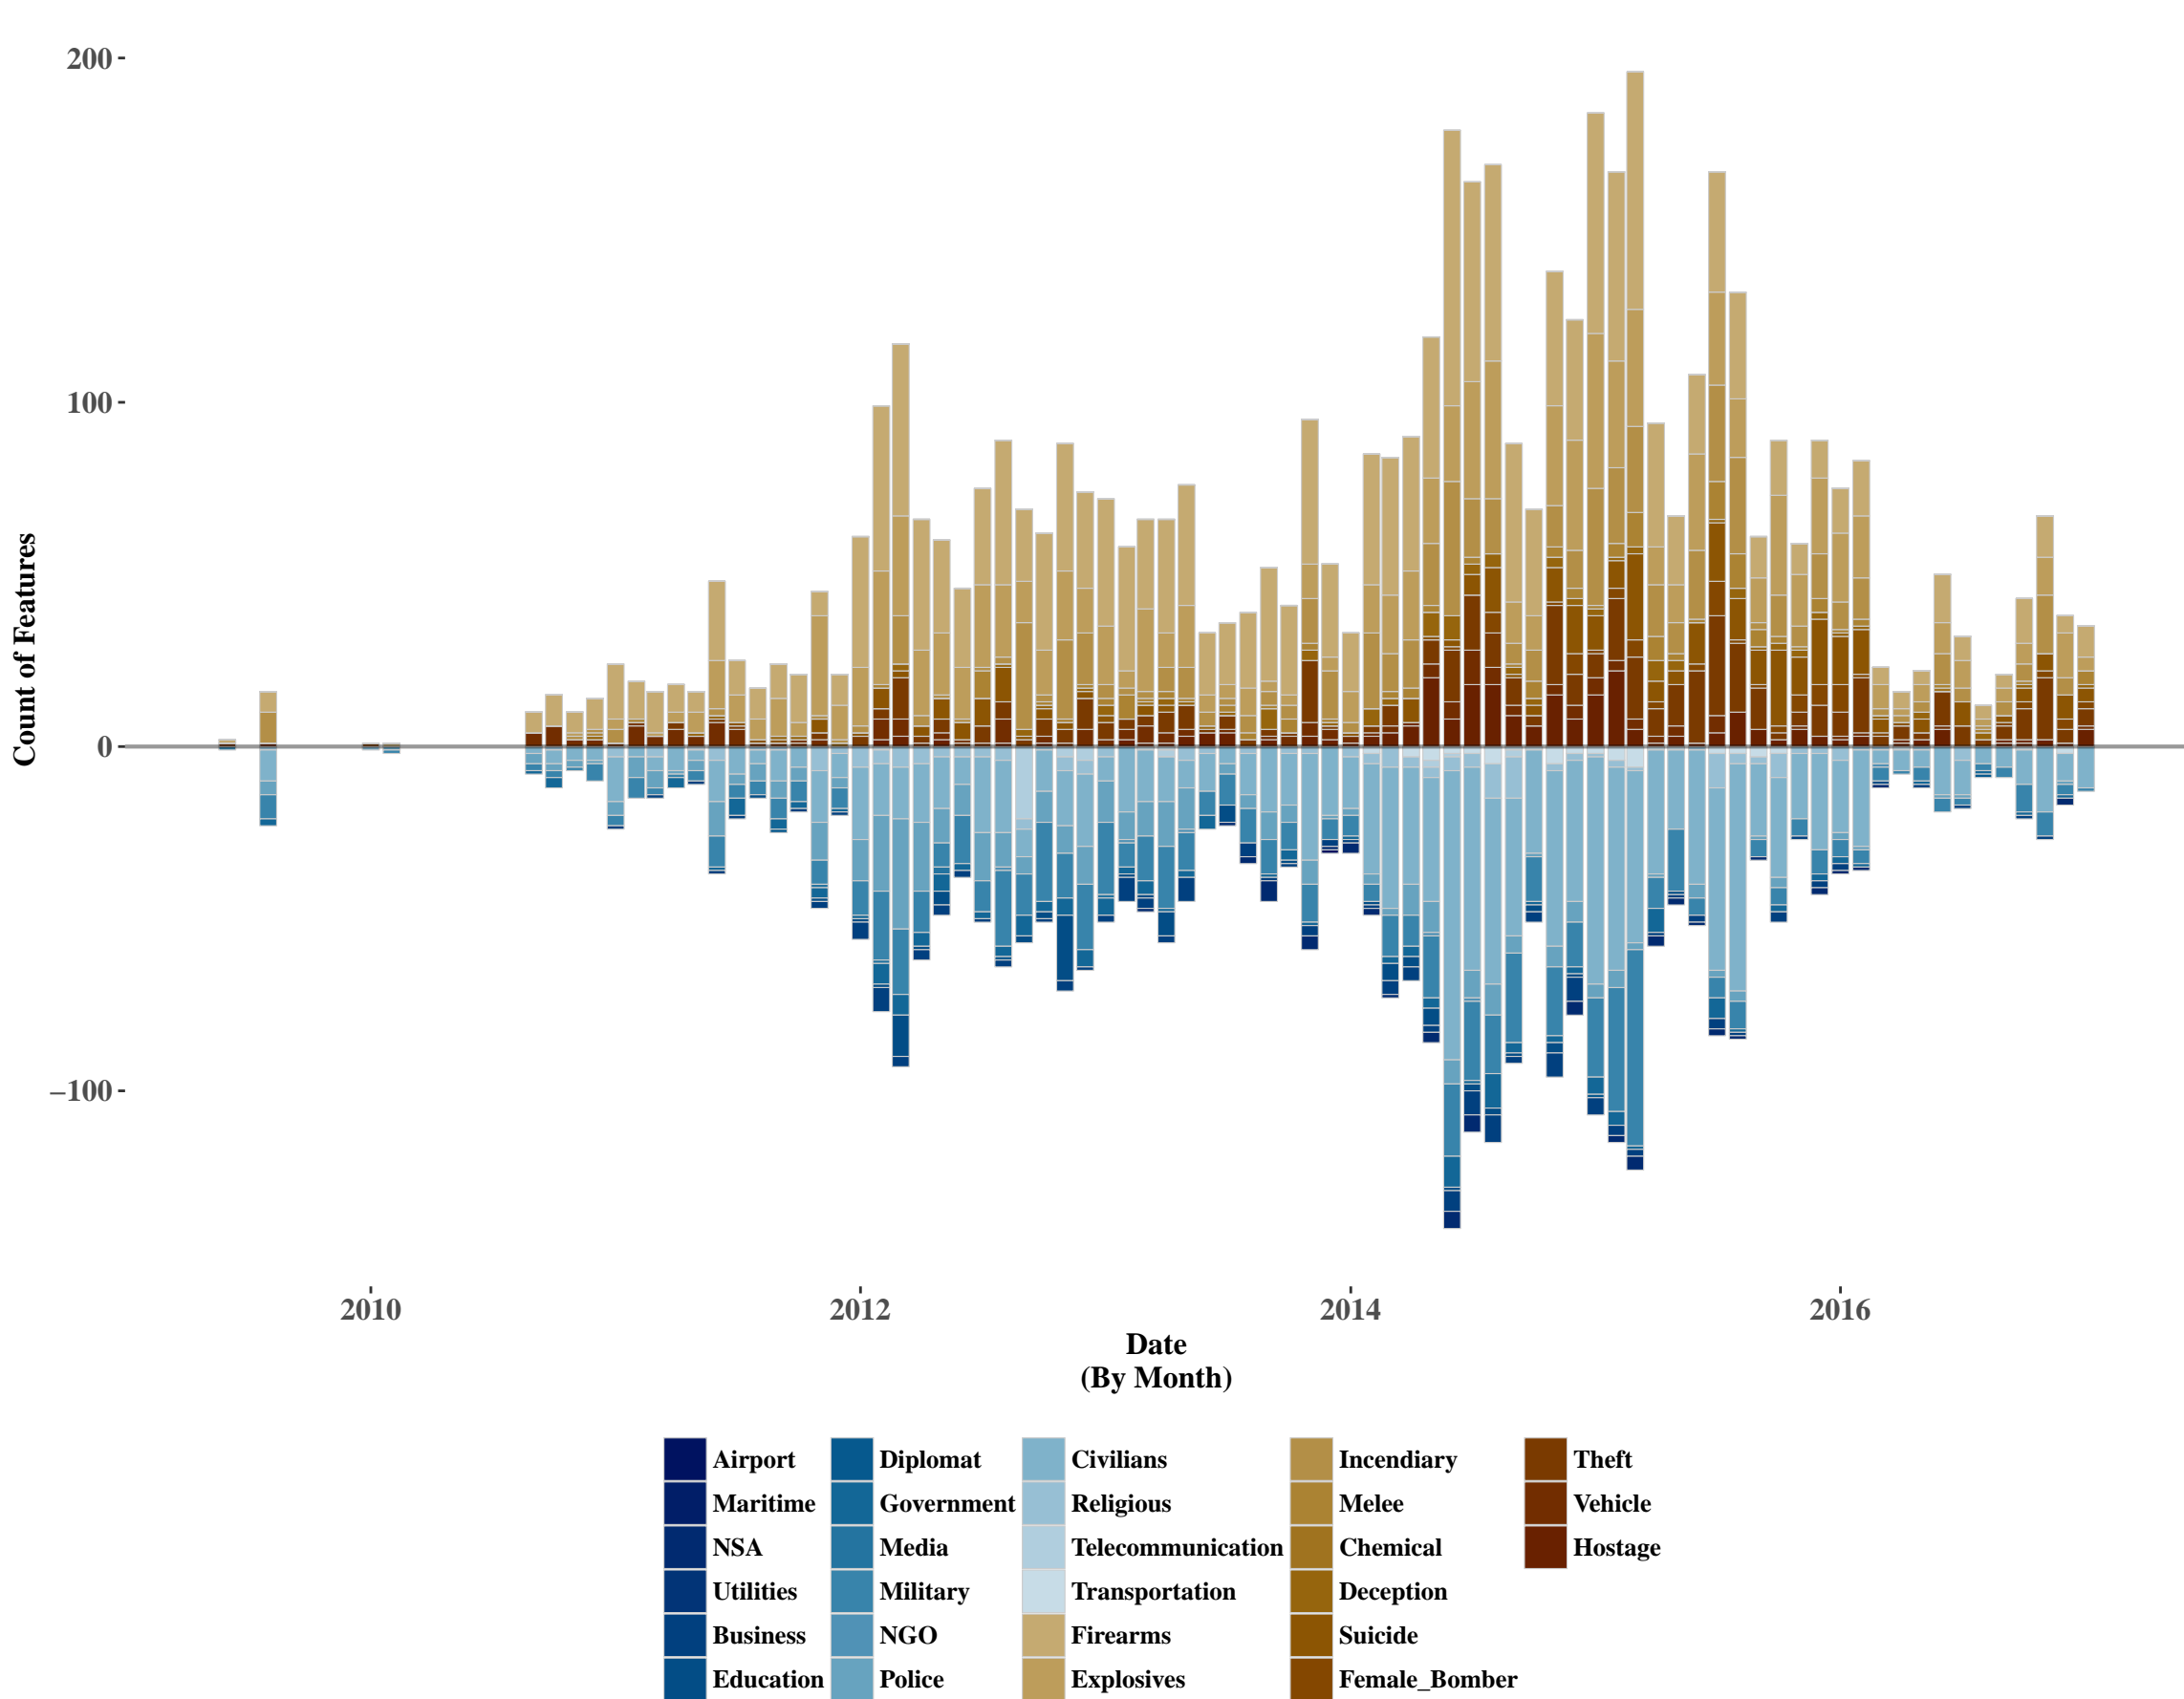 200
100
0
−100
Count of Features
2010 2012 2014 2016
Date
(By Month)
Airport Diplomat Civilians Incendiary Theft
Maritime Government Religious Melee Vehicle
NSA Media Telecommunication Chemical Hostage
Utilities Military Transportation Deception
Business NGO Firearms Suicide
Education Police Explosives Female_Bomber